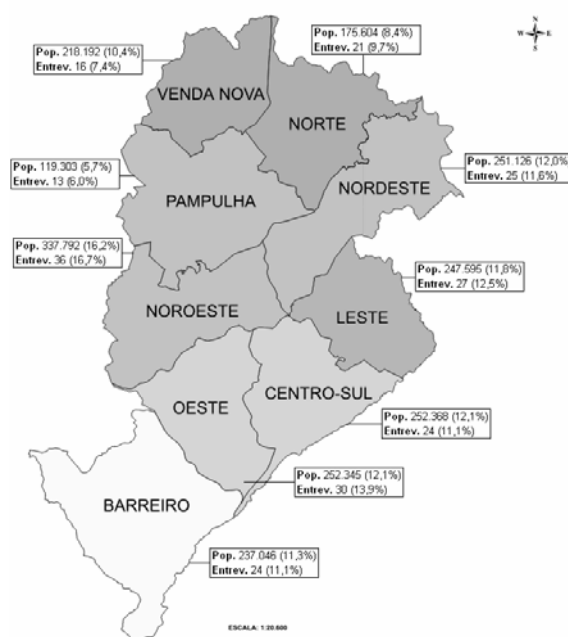 N
W E
S
Pop. 175.604 (8,4%)
Entrev. 21 (9,7%)
Pop. 218.192 (10,4%)
Entrev. 16 (7,4%)
VENDA NOVA
NORTE
Pop. 251.126 (12,0%)
Entrev. 25 (11,6%)
Pop. 119.303 (5,7%)
Entrev. 13 (6,0%)
NORDESTE
PAMPULHA
Pop. 337.792 (16,2%)
Entrev. 36 (16,7%)
Pop. 247.595 (11,8%)
Entrev. 27 (12,5%)
NOROESTE
LESTE
CENTRO-SUL
OESTE
Pop. 252.368 (12,1%)
Entrev. 24 (11,1%)
Pop. 252.345 (12,1%)
Entrev. 30 (13,9%)
BARREIRO
Pop. 237.046 (11,3%)
Entrev. 24 (11,1%)
ESCALA: 1:20.600